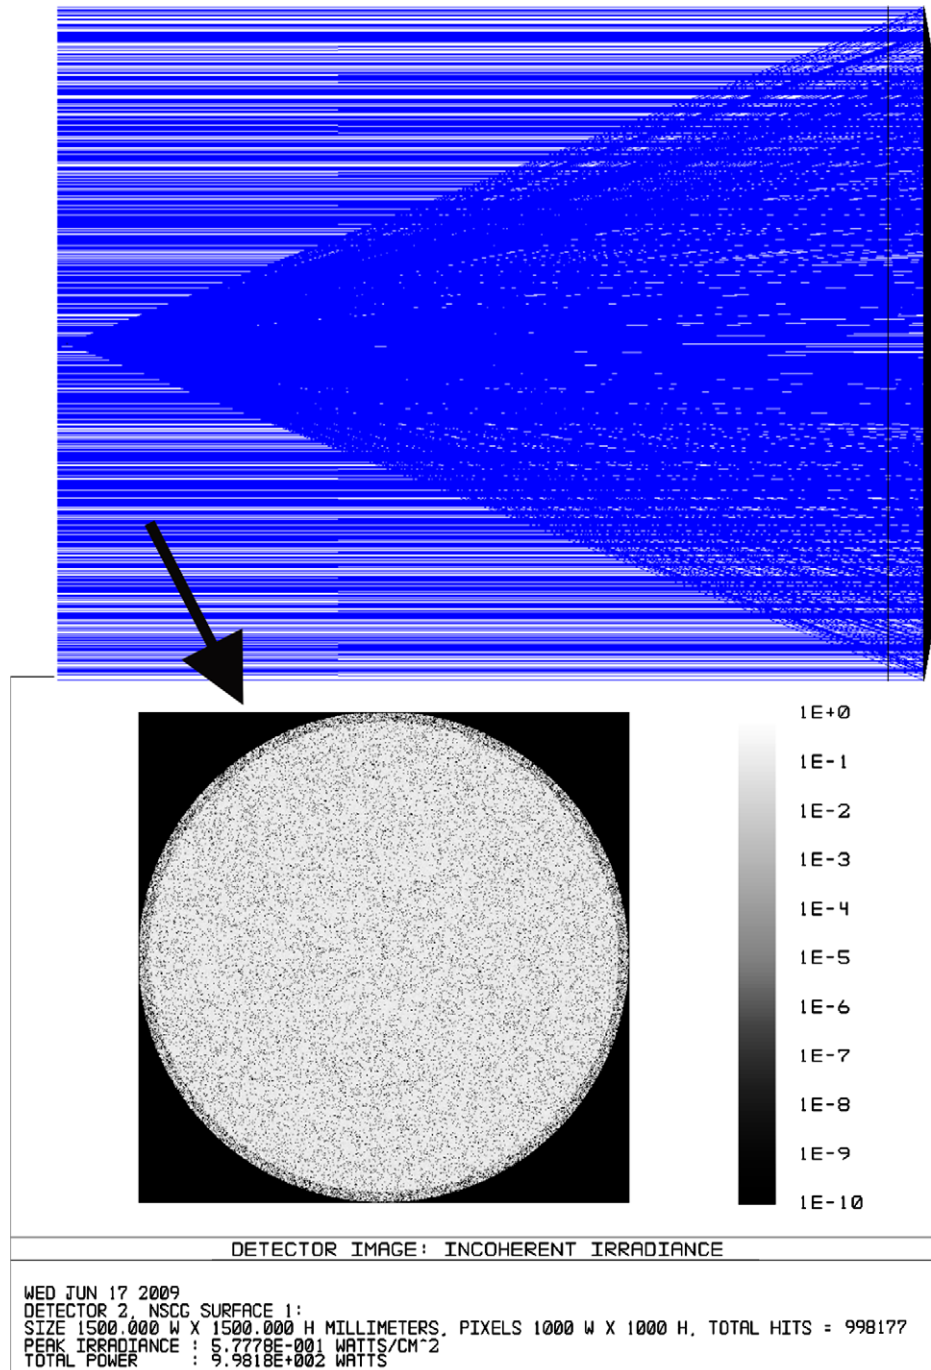 1E+0
1E-1
1E-2
1E-3
1E-4
1E-5
1E-6
1E-7
1E-8
1E-9
1E-10
DETECTOR IMAGE: INCOHERENT IRRADIANCE
WED JUN 17 2009
DETECTOR 2, NSCG SURFACE 1:
SIZE 1500.000 W X 1500.000 H MILLIMETERS, PIXELS 1000 W X 1000 H, TOTAL HITS = 998177
PEAK IRRADIANCE : 5.7778E-001 WATTS/CM^2
TOTAL POWER : 9.9818E+002 WATTS